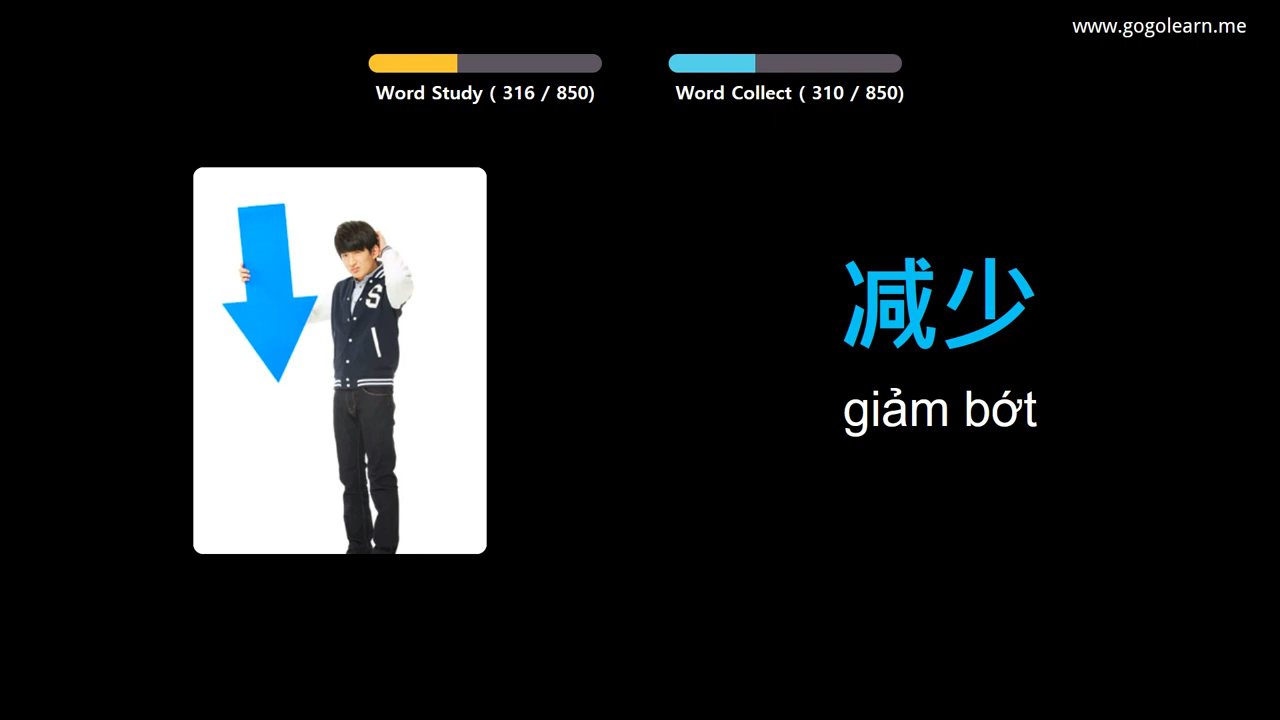 www.gogolearn.me
Word Study ( 316 / 850)
Word Collect ( 310 / 850)
S
减少
giảm bớt